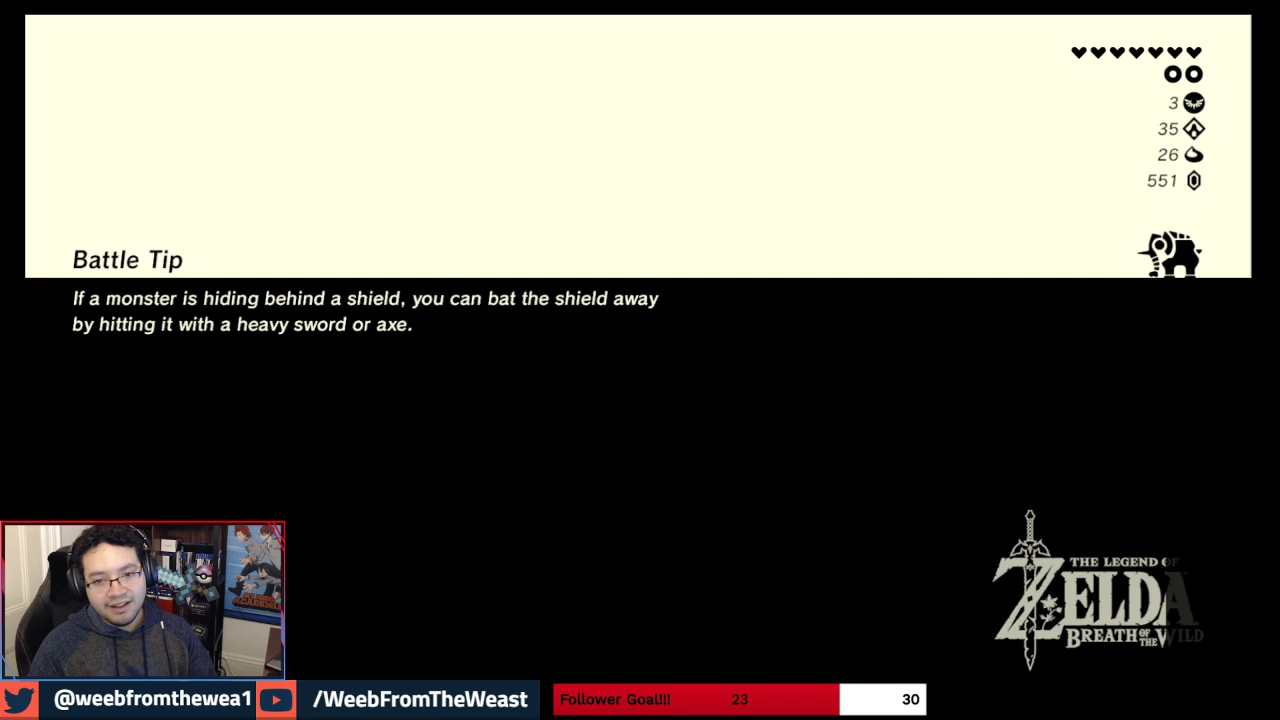 3
35
26
551
Battle Tip
If a monster is hiding behind a shield, you can bat the shield away
by hitting it with a heavy sword or axe.
THE LEGEND OF
ZELDA
BREATH OF THE WILD
@weebfromthewea1
/WeebFromTheWeast
Follower Goal!!!
23
30